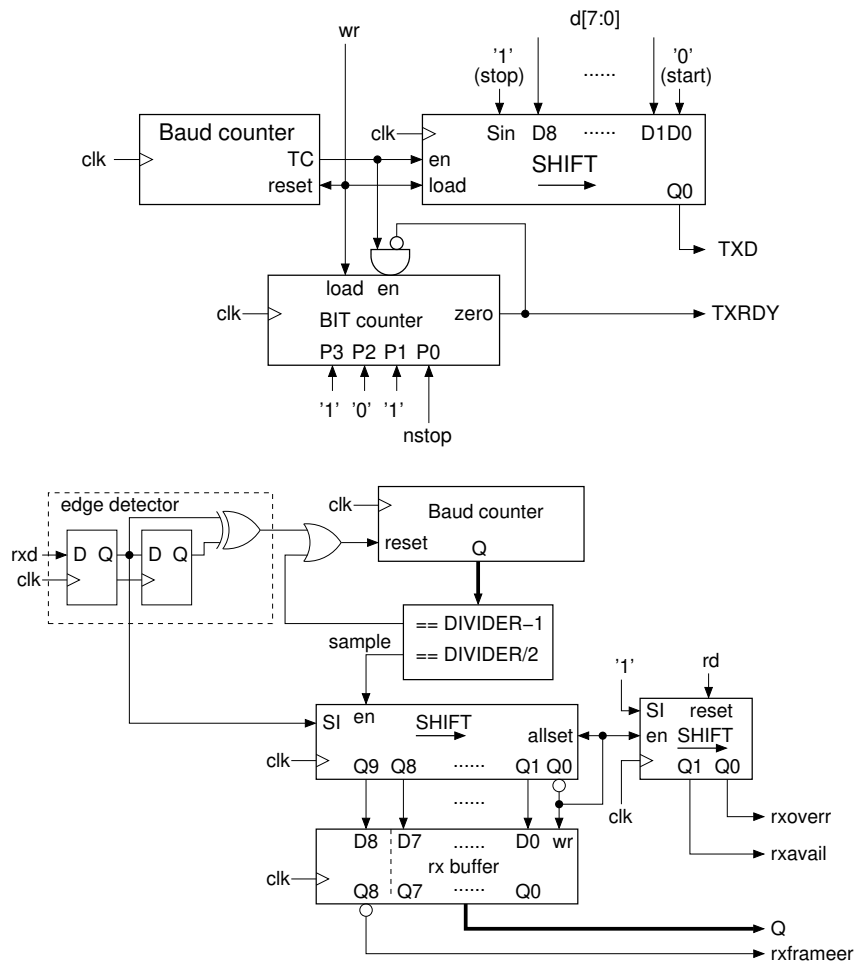 d[7:0]
wr
'1' ...... '0'
(stop) (start)
Baud counter clk Sin D8 ...... D1D0
clk TC en SHIFT
reset load Q0
TXD
load en
clk BIT counter zero TXRDY
P3 P2 P1 P0
'1' '0' '1'
nstop
edge detector clk Baud counter
rxd D Q D Q reset Q
clk
== DIVIDER−1
sample == DIVIDER/2
'1' rd
SI en SHIFT allset SI reset
en SHIFT
clk Q9 Q8 ...... Q1 Q0 Q1 Q0
...... clk
rxoverr
D8 D7 ...... D0 wr
rxavail
clk rx buffer
Q8 Q7 ...... Q0
Q
rxframeer